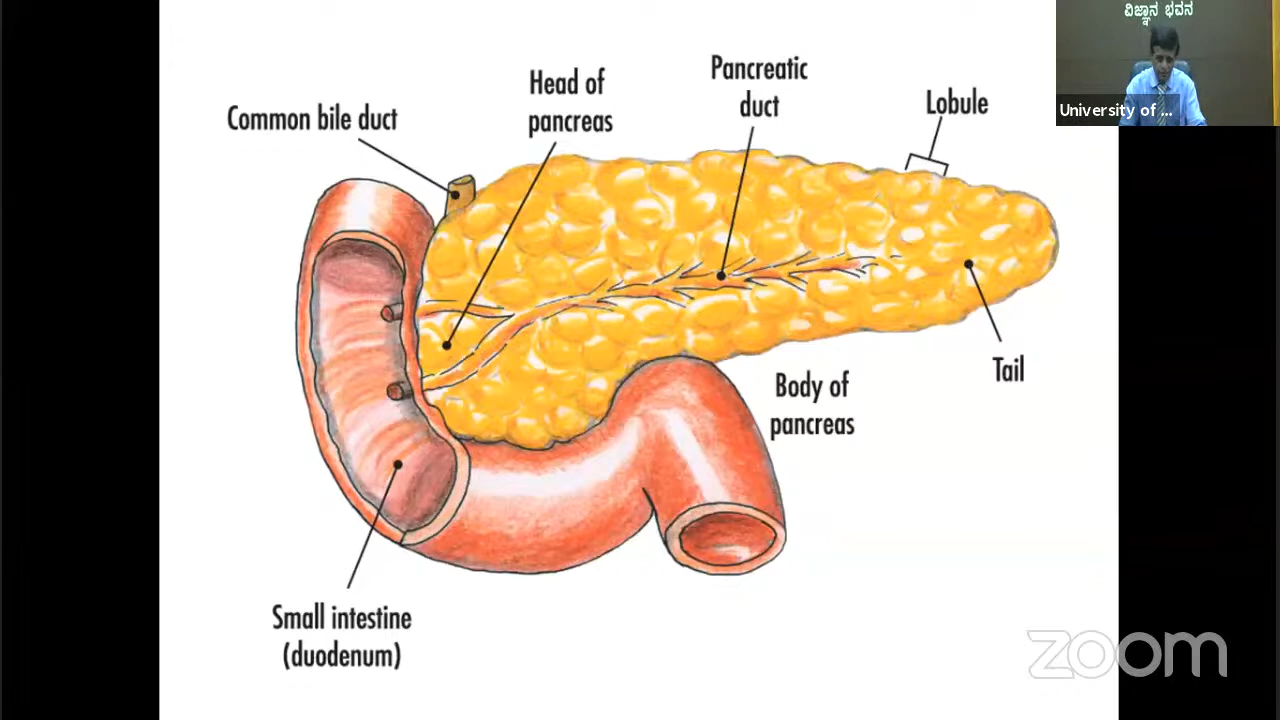 ವಿಜ್ಞಾನ ಭವನ
University of ...
Head of
pancreas
Pancreatic
duct
Lobule
Common bile duct
Tail
Body of
pancreas
Small intestine
(duodenum)
zoom